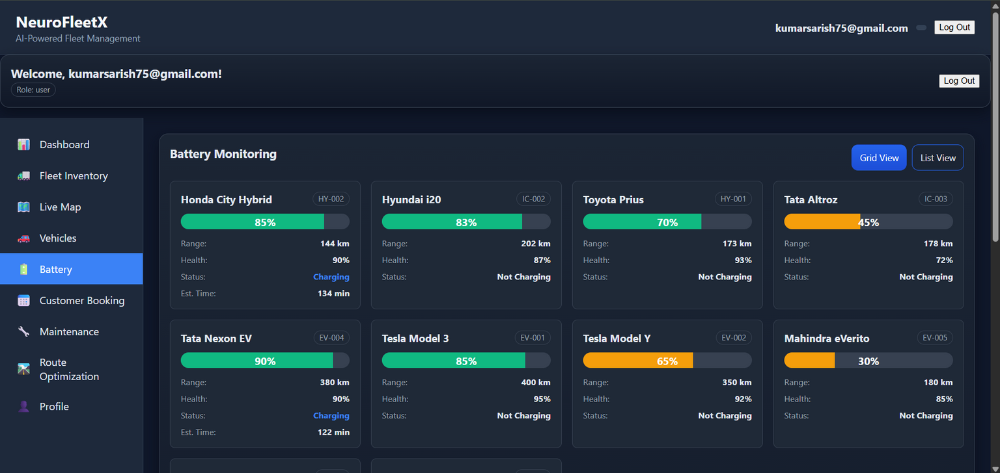 NeuroFleetX
AI-Powered Fleet Management
kumarsarish75@gmail.com
Log Out
Welcome, kumarsarish75@gmail.com!
Role: user
Log Out
Dashboard
Fleet Inventory
Live Map
Vehicles
Battery
Customer Booking
Maintenance
Route
Optimization
Profile
Battery Monitoring
Grid View
List View
Honda City Hybrid HY-002
85%
Range: 144 km
Health: 90%
Status: Charging
Est. Time: 134 min
Hyundai i20 IC-002
83%
Range: 202 km
Health: 87%
Status: Not Charging
Toyota Prius HY-001
70%
Range: 173 km
Health: 93%
Status: Not Charging
Tata Altroz IC-003
45%
Range: 178 km
Health: 72%
Status: Not Charging
Tata Nexon EV EV-004
90%
Range: 380 km
Health: 90%
Status: Charging
Est. Time: 122 min
Tesla Model 3 EV-001
85%
Range: 400 km
Health: 95%
Status: Not Charging
Tesla Model Y EV-002
65%
Range: 350 km
Health: 92%
Status: Not Charging
Mahindra eVerito EV-005
30%
Range: 180 km
Health: 85%
Status: Not Charging